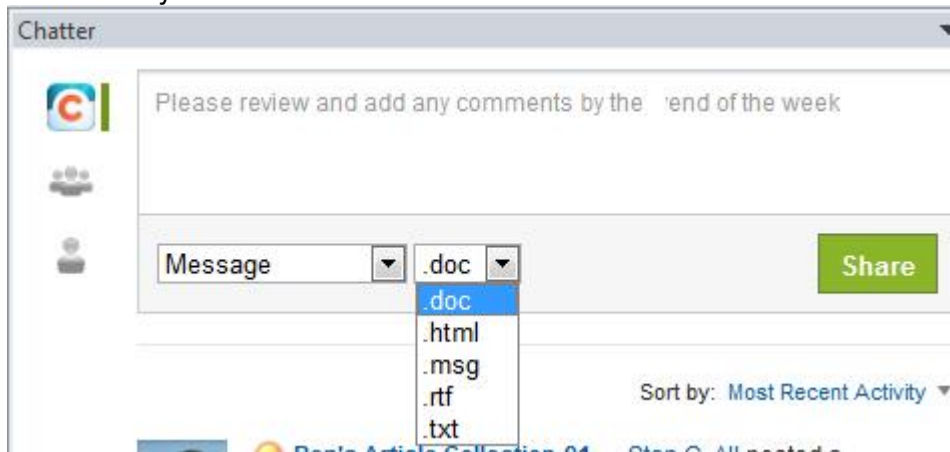 Chatter
Please review and add any comments by the end of the week
Message
.doc
Share
.doc
.html
.msg
.rtf
.txt
Sort by: Most Recent Activity